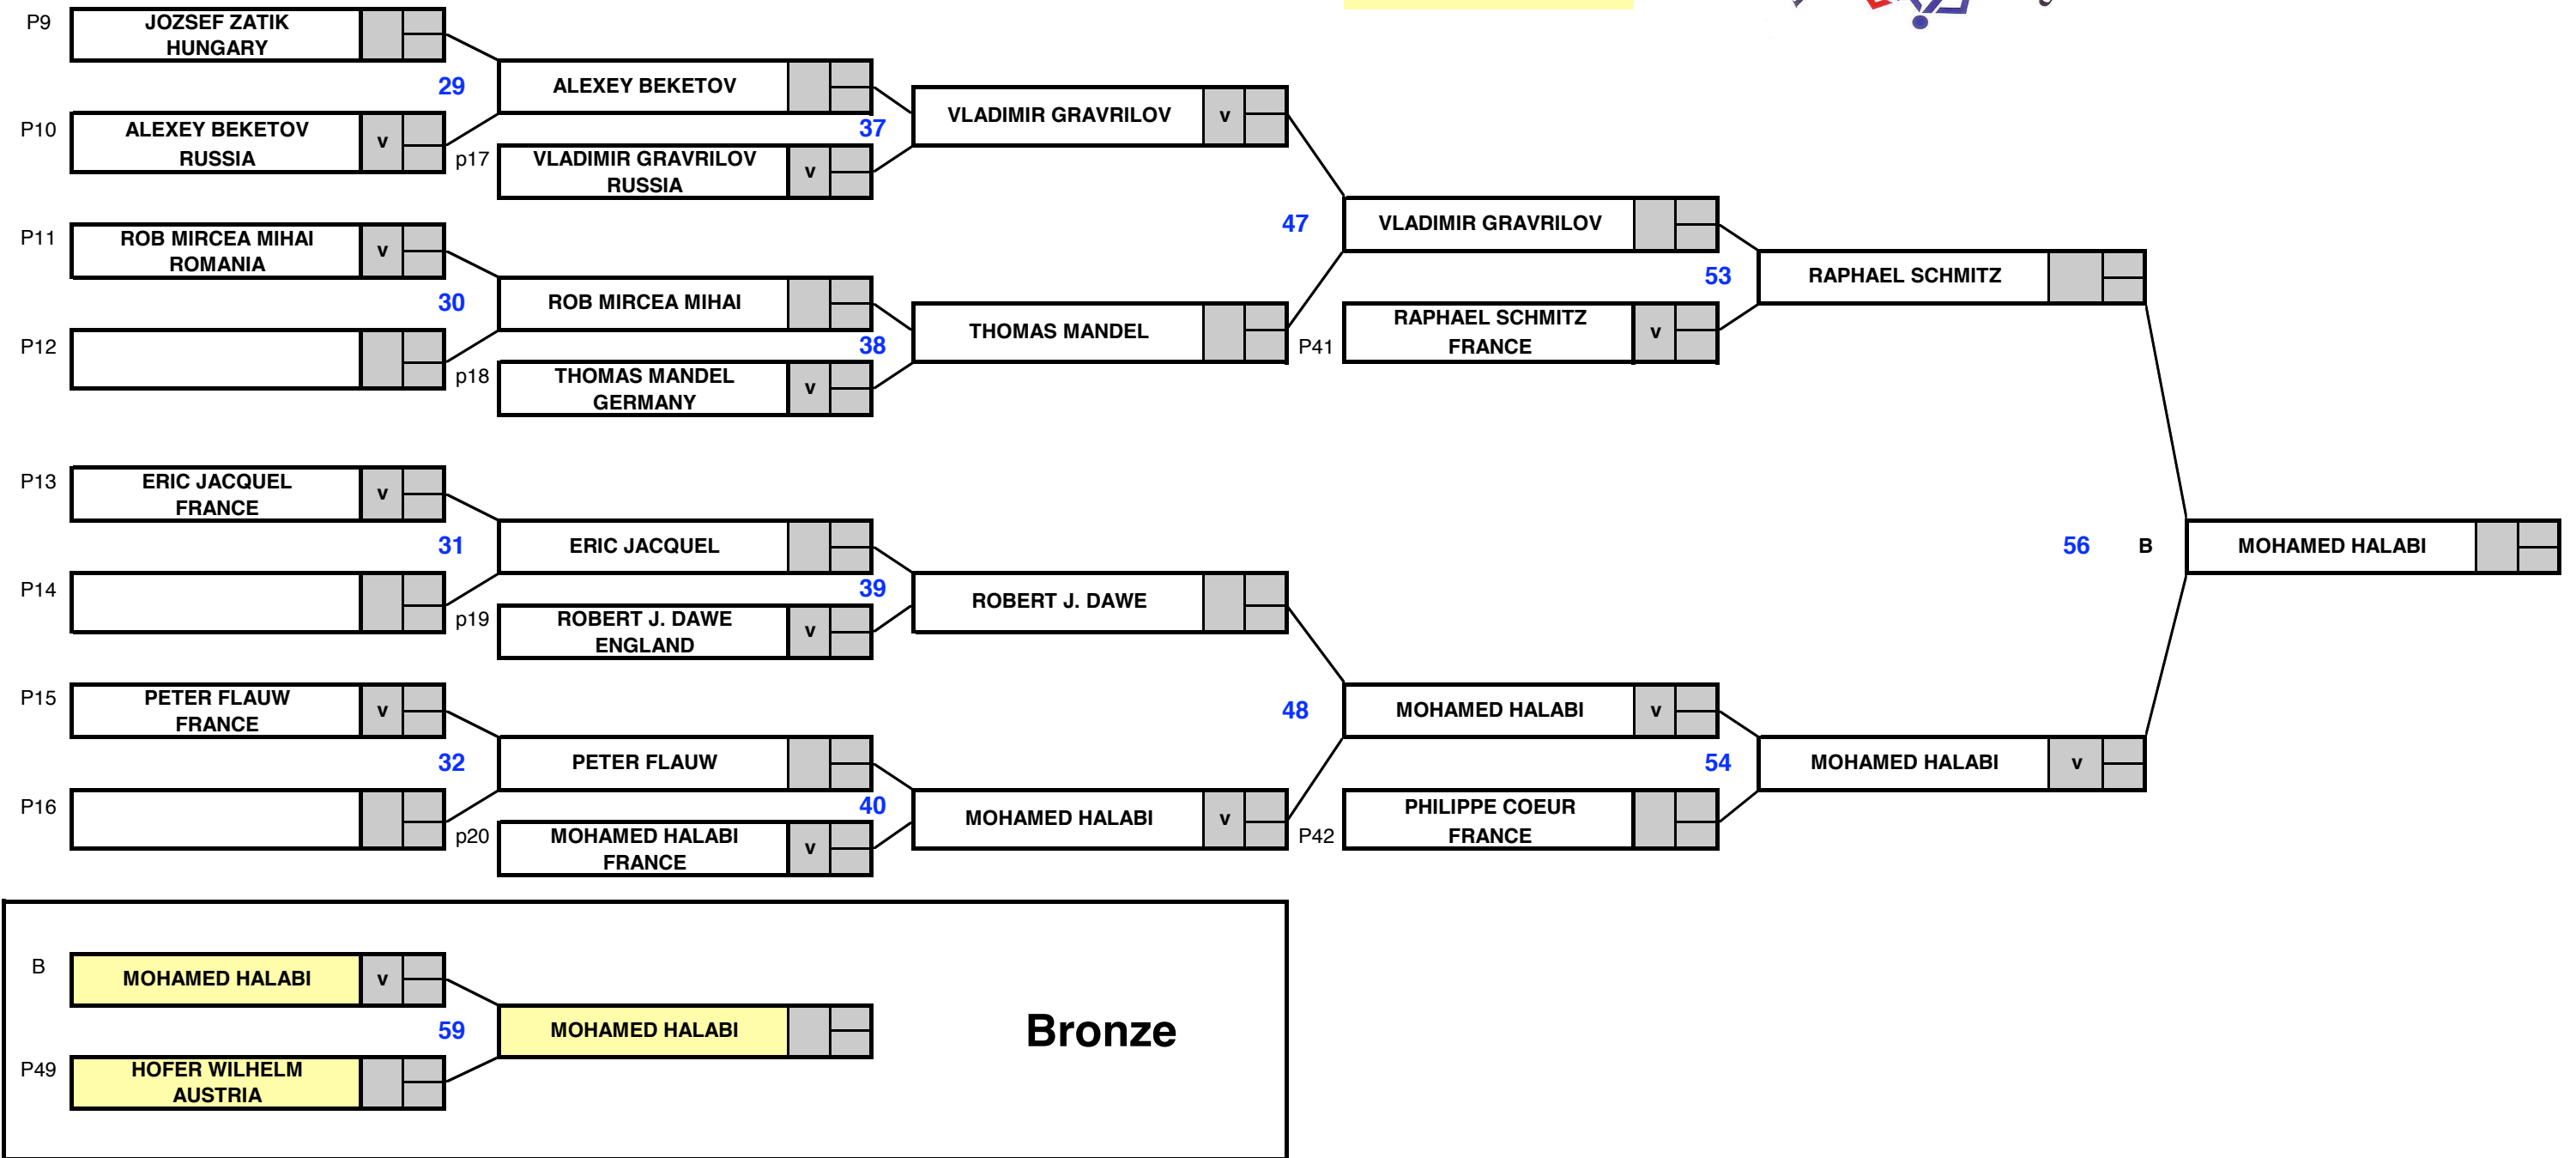 P9
JOZSEF ZATIK
HUNGARY
29
P10
ALEXEY BEKETOV
RUSSIA
v
ALEXEY BEKETOV
37
p17
VLADIMIR GRAVRILOV
RUSSIA
v
VLADIMIR GRAVRILOV
v
P11
ROB MIRCEA MIHAI
ROMANIA
v
30
P12
ROB MIRCEA MIHAI
38
p18
THOMAS MANDEL
GERMANY
v
THOMAS MANDEL
47
VLADIMIR GRAVRILOV
53
P41
RAPHAEL SCHMITZ
FRANCE
v
RAPHAEL SCHMITZ
P13
ERIC JACQUEL
FRANCE
v
31
P14
ERIC JACQUEL
39
p19
ROBERT J. DAWE
ENGLAND
v
ROBERT J. DAWE
P15
PETER FLAUW
FRANCE
v
32
P16
PETER FLAUW
40
p20
MOHAMED HALABI
FRANCE
v
MOHAMED HALABI
v
48
MOHAMED HALABI
v
54
P42
PHILIPPE COEUR
FRANCE
MOHAMED HALABI
v
56
B
MOHAMED HALABI
B
MOHAMED HALABI
v
59
P49
HOFER WILHELM
AUSTRIA
MOHAMED HALABI
Bronze